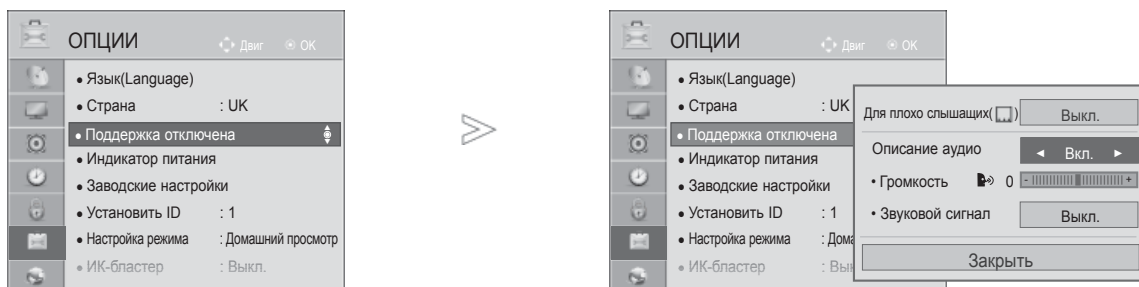 ОПЦИИ
Двиг
OK
• Язык(Language)
• Страна : UK
• Поддержка отключена
• Индикатор питания
• Заводские настройки
• Установить ID : 1
• Настройка режима : Домашний просмотр
• ИК-бластер : Выкл.
ОПЦИИ
Двиг
OK
• Язык(Language)
• Страна : UK
• Поддержка отключена
• Индикатор питания
• Заводские настройки
• Установить ID : 1
• Настройка режима : Дома
• ИК-бластер : Вык
Для плохо слышащих( ) Выкл.
Описание аудио ◄ Вкл. ►
• Громкость 0 - +
• Звуковой сигнал Выкл.
Закрыть